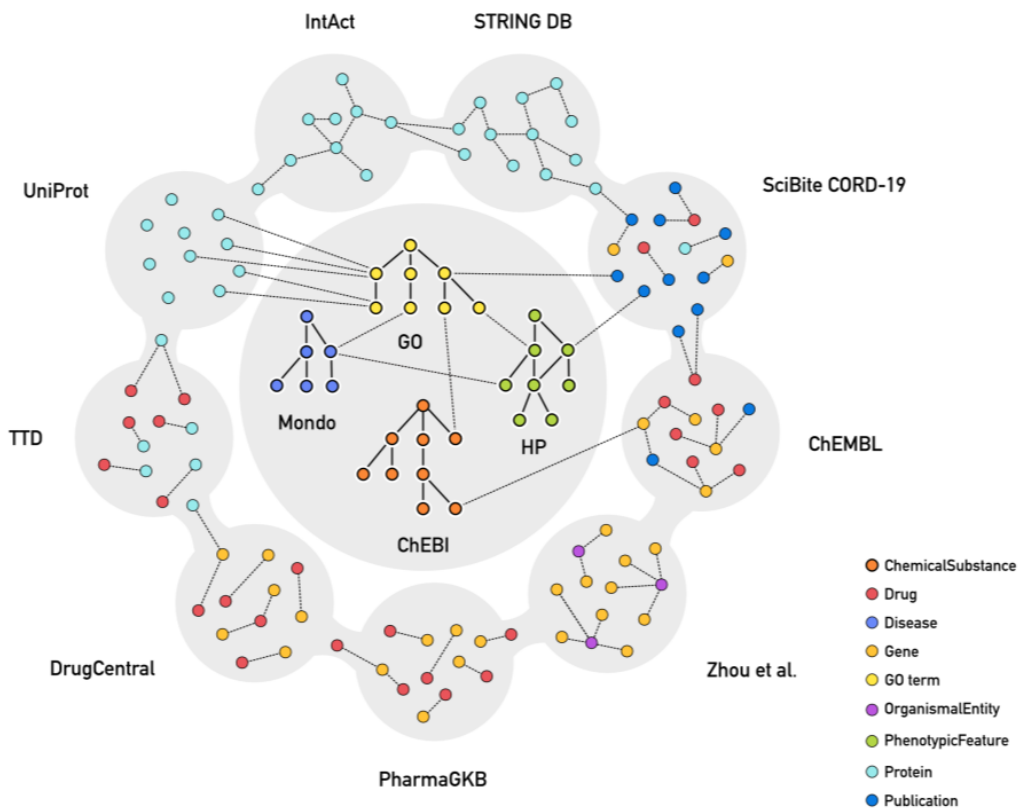 IntAct
STRING DB
UniProt
SciBite CORD-19
GO
Mondo
HP
TTD
ChEMBL
ChEBI
DrugCentral
Zhou et al.
PharmaGKB
ChemicalSubstance
Drug
Disease
Gene
GO term
OrganismalEntity
PhenotypicFeature
Protein
Publication